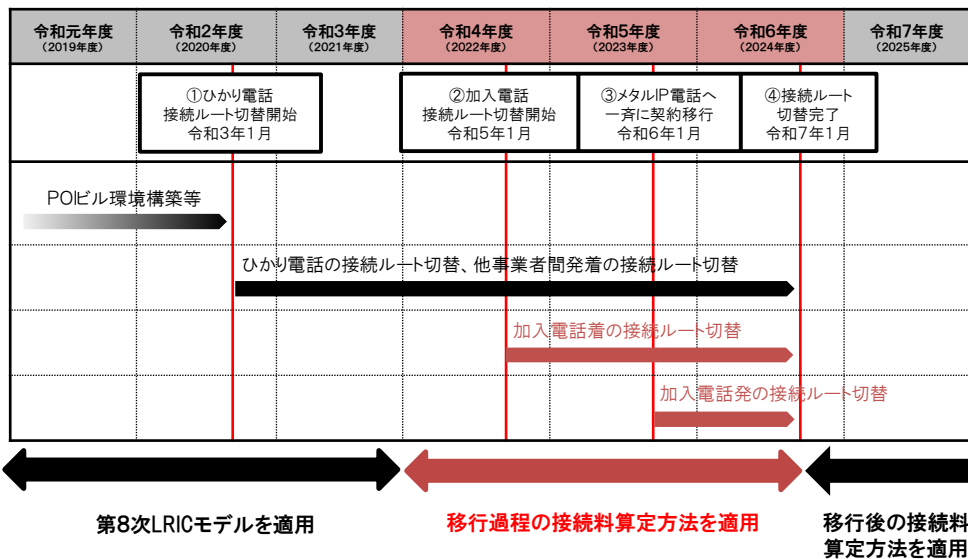 令和元年度 令和2年度 令和3年度 令和4年度 令和5年度 令和6年度 令和7年度
(2019年度) (2020年度) (2021年度) (2022年度) (2023年度) (2024年度) (2025年度)
①ひかり電話
接続ルート切替開始
令和3年1月
②加入電話
接続ルート切替開始
令和5年1月
③メタルIP電話へ
一斉に契約移行
令和6年1月
④接続ルート
切替完了
令和7年1月
POIビル環境構築等
ひかり電話の接続ルート切替、他事業者間発着の接続ルート切替
加入電話着の接続ルート切替
加入電話発の接続ルート切替
第8次LRICモデルを適用
移行過程の接続料算定方法を適用
移行後の接続料
算定方法を適用